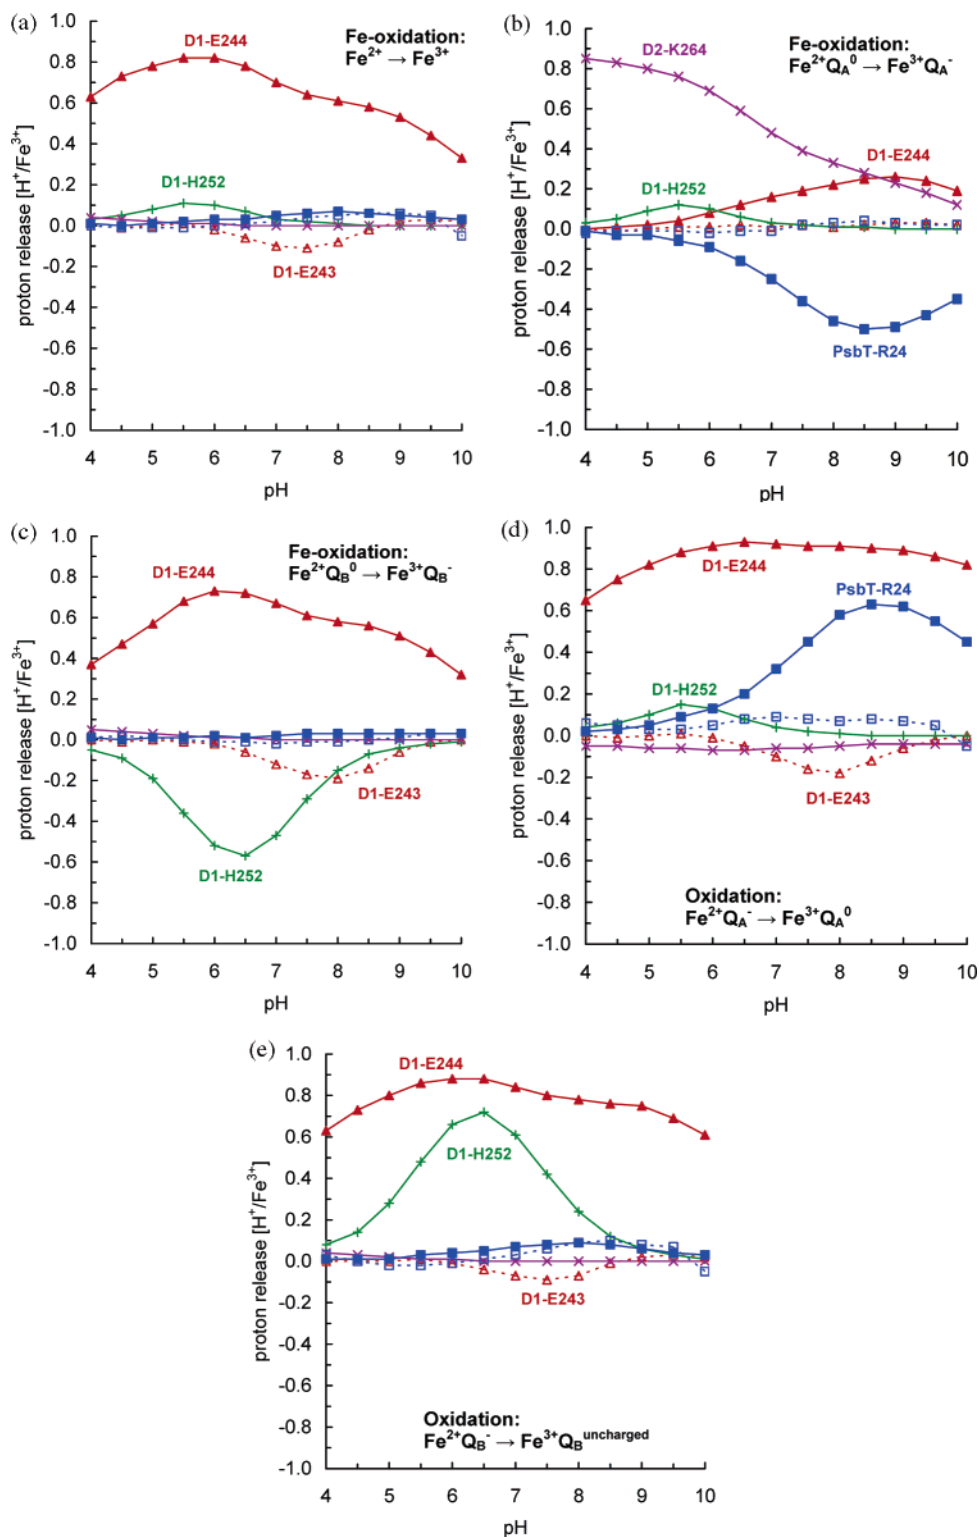 (a)
Fe-oxidation:
Fe²⁺ → Fe³⁺
D1-E244
D1-H252
D1-E243
proton release [H⁺/Fe³⁺]
1.0
0.8
0.6
0.4
0.2
0.0
-0.2
-0.4
-0.6
-0.8
-1.0
4 5 6 7 8 9 10
pH
(b)
Fe-oxidation:
Fe²⁺Q_A⁰ → Fe³⁺Q_A⁻
D2-K264
D1-E244
D1-H252
PsbT-R24
proton release [H⁺/Fe³⁺]
1.0
0.8
0.6
0.4
0.2
0.0
-0.2
-0.4
-0.6
-0.8
-1.0
4 5 6 7 8 9 10
pH
(c)
Fe-oxidation:
Fe²⁺Q_B⁰ → Fe³⁺Q_B⁻
D1-E244
D1-E243
D1-H252
proton release [H⁺/Fe³⁺]
1.0
0.8
0.6
0.4
0.2
0.0
-0.2
-0.4
-0.6
-0.8
-1.0
4 5 6 7 8 9 10
pH
(d)
D1-E244
PsbT-R24
D1-H252
D1-E243
Oxidation:
Fe²⁺Q_A⁻ → Fe³⁺Q_A⁰
proton release [H⁺/Fe³⁺]
1.0
0.8
0.6
0.4
0.2
0.0
-0.2
-0.4
-0.6
-0.8
-1.0
4 5 6 7 8 9 10
pH
(e)
D1-E244
D1-H252
D1-E243
Oxidation:
Fe²⁺Q_B⁻ → Fe³⁺Q_B^uncharged
proton release [H⁺/Fe³⁺]
1.0
0.8
0.6
0.4
0.2
0.0
-0.2
-0.4
-0.6
-0.8
-1.0
4 5 6 7 8 9 10
pH